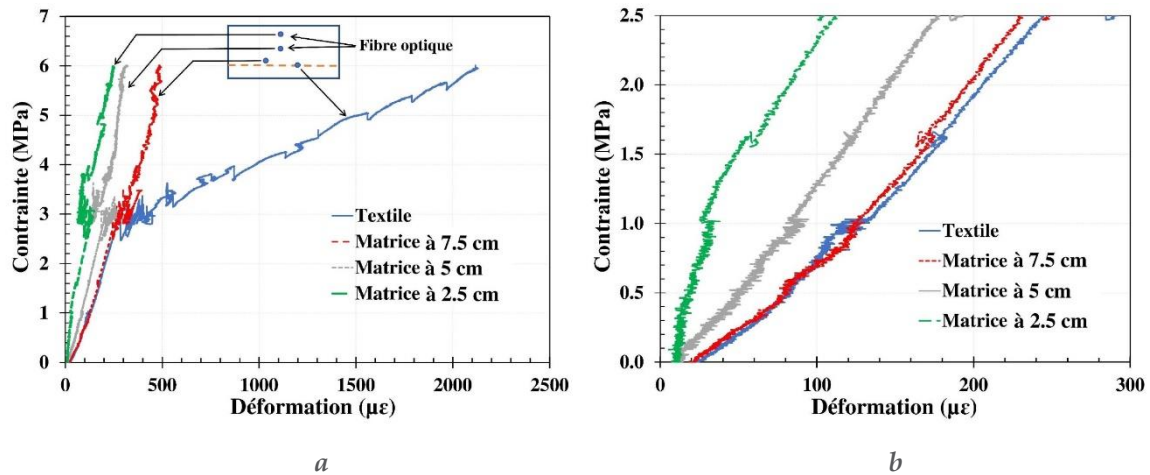 7
6
5
4
3
2
1
0
Contrainte (MPa)
Fibre optique
Textile
Matrice à 7.5 cm
Matrice à 5 cm
Matrice à 2.5 cm
0 500 1000 1500 2000 2500
Déformation (µε)
a
2.5
2.0
1.5
1.0
0.5
0.0
Contrainte (MPa)
Textile
Matrice à 7.5 cm
Matrice à 5 cm
Matrice à 2.5 cm
0 100 200 300
Déformation (µε)
b